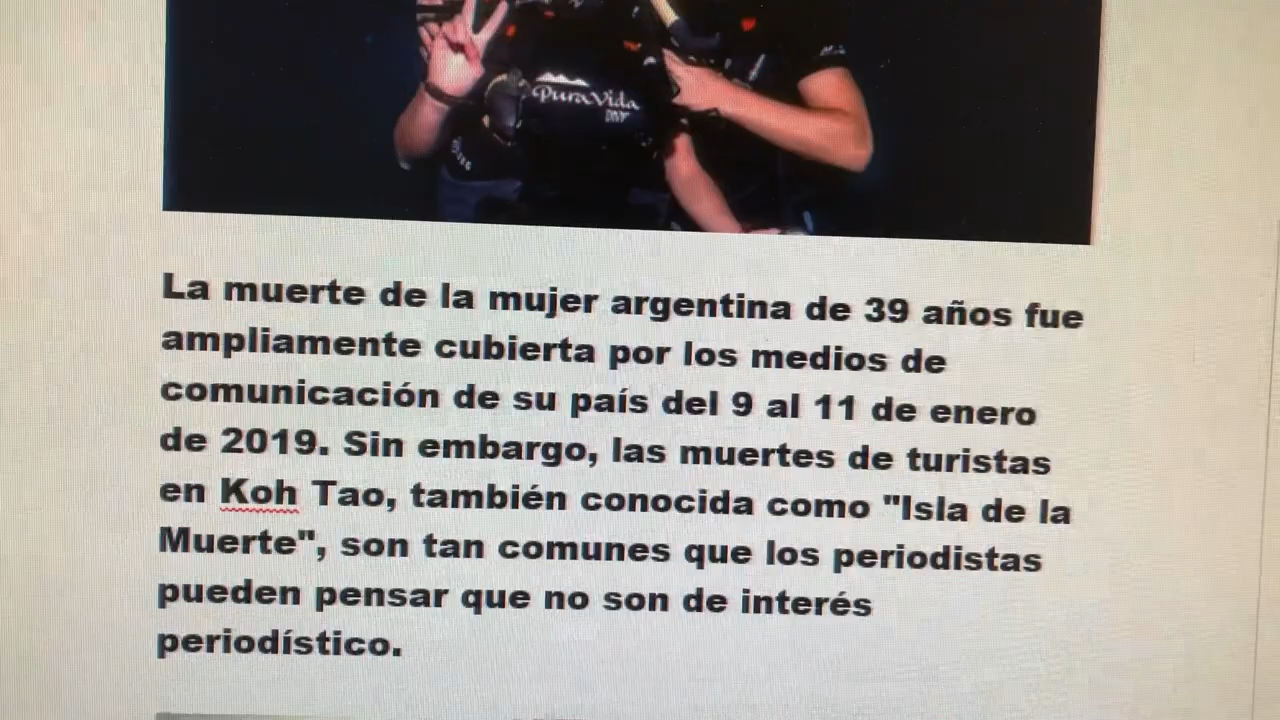 PuraVida
La muerte de la mujer argentina de 39 años fue
ampliamente cubierta por los medios de
comunicación de su país del 9 al 11 de enero
de 2019. Sin embargo, las muertes de turistas
en Koh Tao, también conocida como "Isla de la
Muerte", son tan comunes que los periodistas
pueden pensar que no son de interés
periodístico.